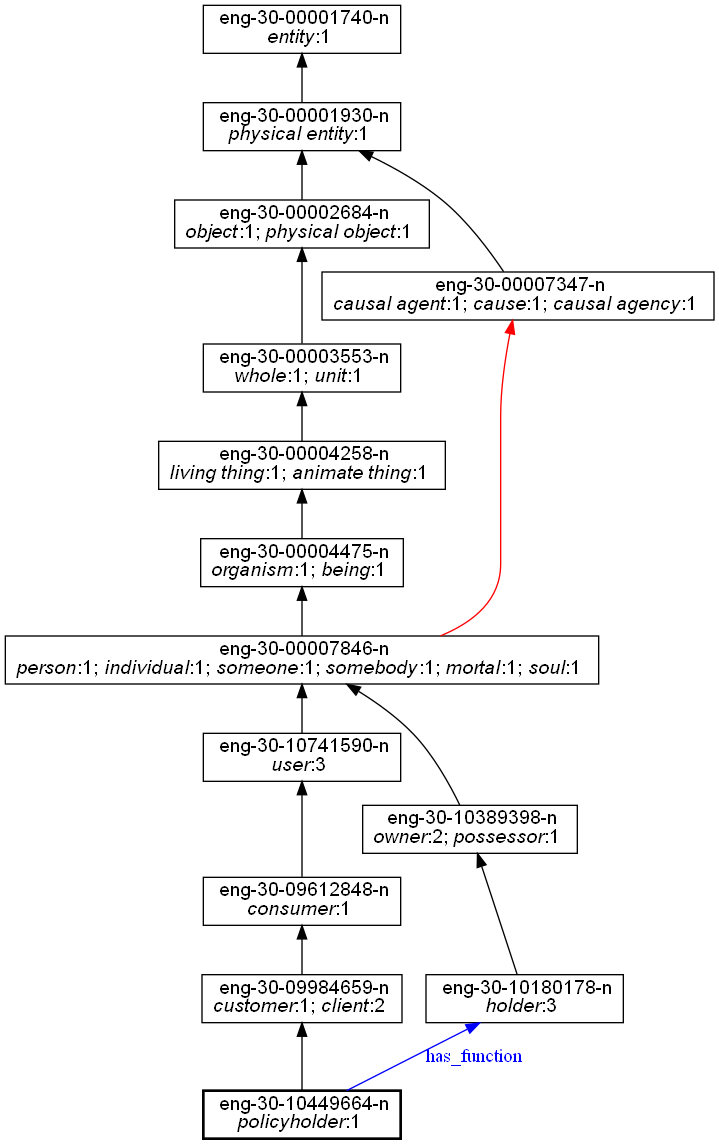 eng-30-00001740-n
entity:1
eng-30-00001930-n
physical entity:1
eng-30-00002684-n
object:1; physical object:1
eng-30-00007347-n
causal agent:1; cause:1; causal agency:1
eng-30-00003553-n
whole:1; unit:1
eng-30-00004258-n
living thing:1; animate thing:1
eng-30-00004475-n
organism:1; being:1
eng-30-00007846-n
person:1; individual:1; someone:1; somebody:1; mortal:1; soul:1
eng-30-10741590-n
user:3
eng-30-10389398-n
owner:2; possessor:1
eng-30-09612848-n
consumer:1
eng-30-09984659-n
customer:1; client:2
eng-30-10180178-n
holder:3
has_function
eng-30-10449664-n
policyholder:1